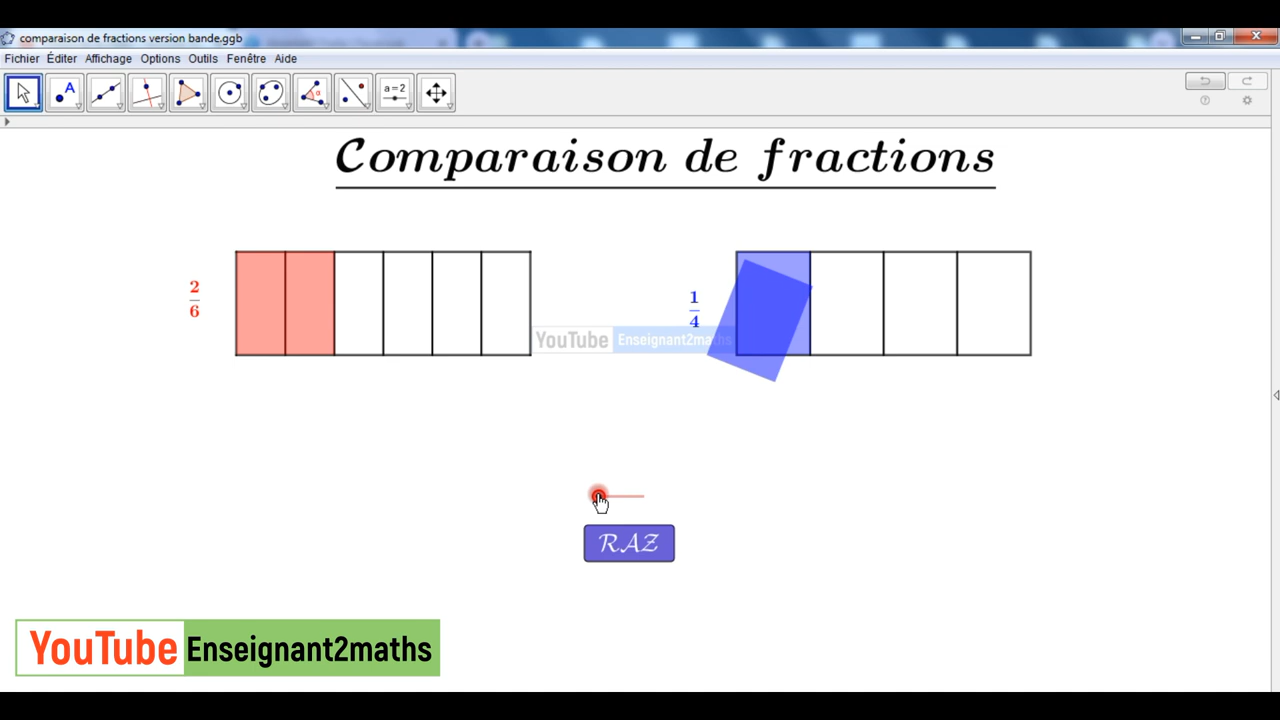 comparaison de fractions version bande.ggb
Fichier Éditer Affichage Options Outils Fenêtre Aide
A
α
a=2
Comparaison de fractions
2
6
1
4
YouTube Enseignant2maths
RAZ
YouTube Enseignant2maths